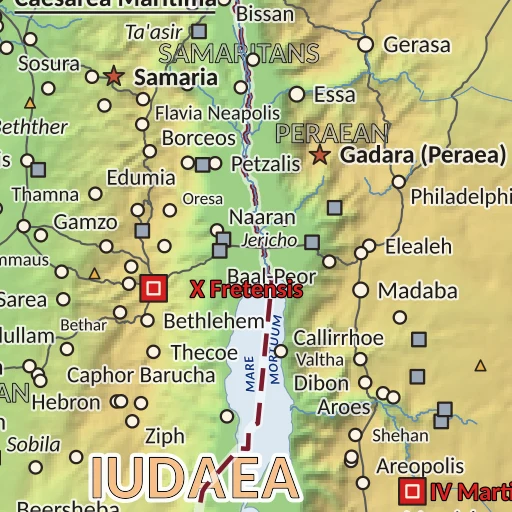 Caesarea Maritima
Bissan
Ta'asir
Gerasa
SAMARITANS
Sosura
Samaria
Essa
Flavia Neapolis
Bethther
Borceos
PERAEAN
Petzalis
Gadara (Peraea)
is
Edumia
Thamna
Oresa
Philadelphi
Gamzo
Naaran
Jericho
Elealeh
mmaus
Baal-Peor
X Fretensis
Madaba
Sarea
Bethar
Bethlehem
ullam
Thecoe
Callirrhoe
MARE
MORTUUM
Valtha
Caphor Barucha
Dibon
AN
Hebron
Aroes
Ziph
Shehan
Sobila
Areopolis
IUDAEA
IV Marti
Beersheba